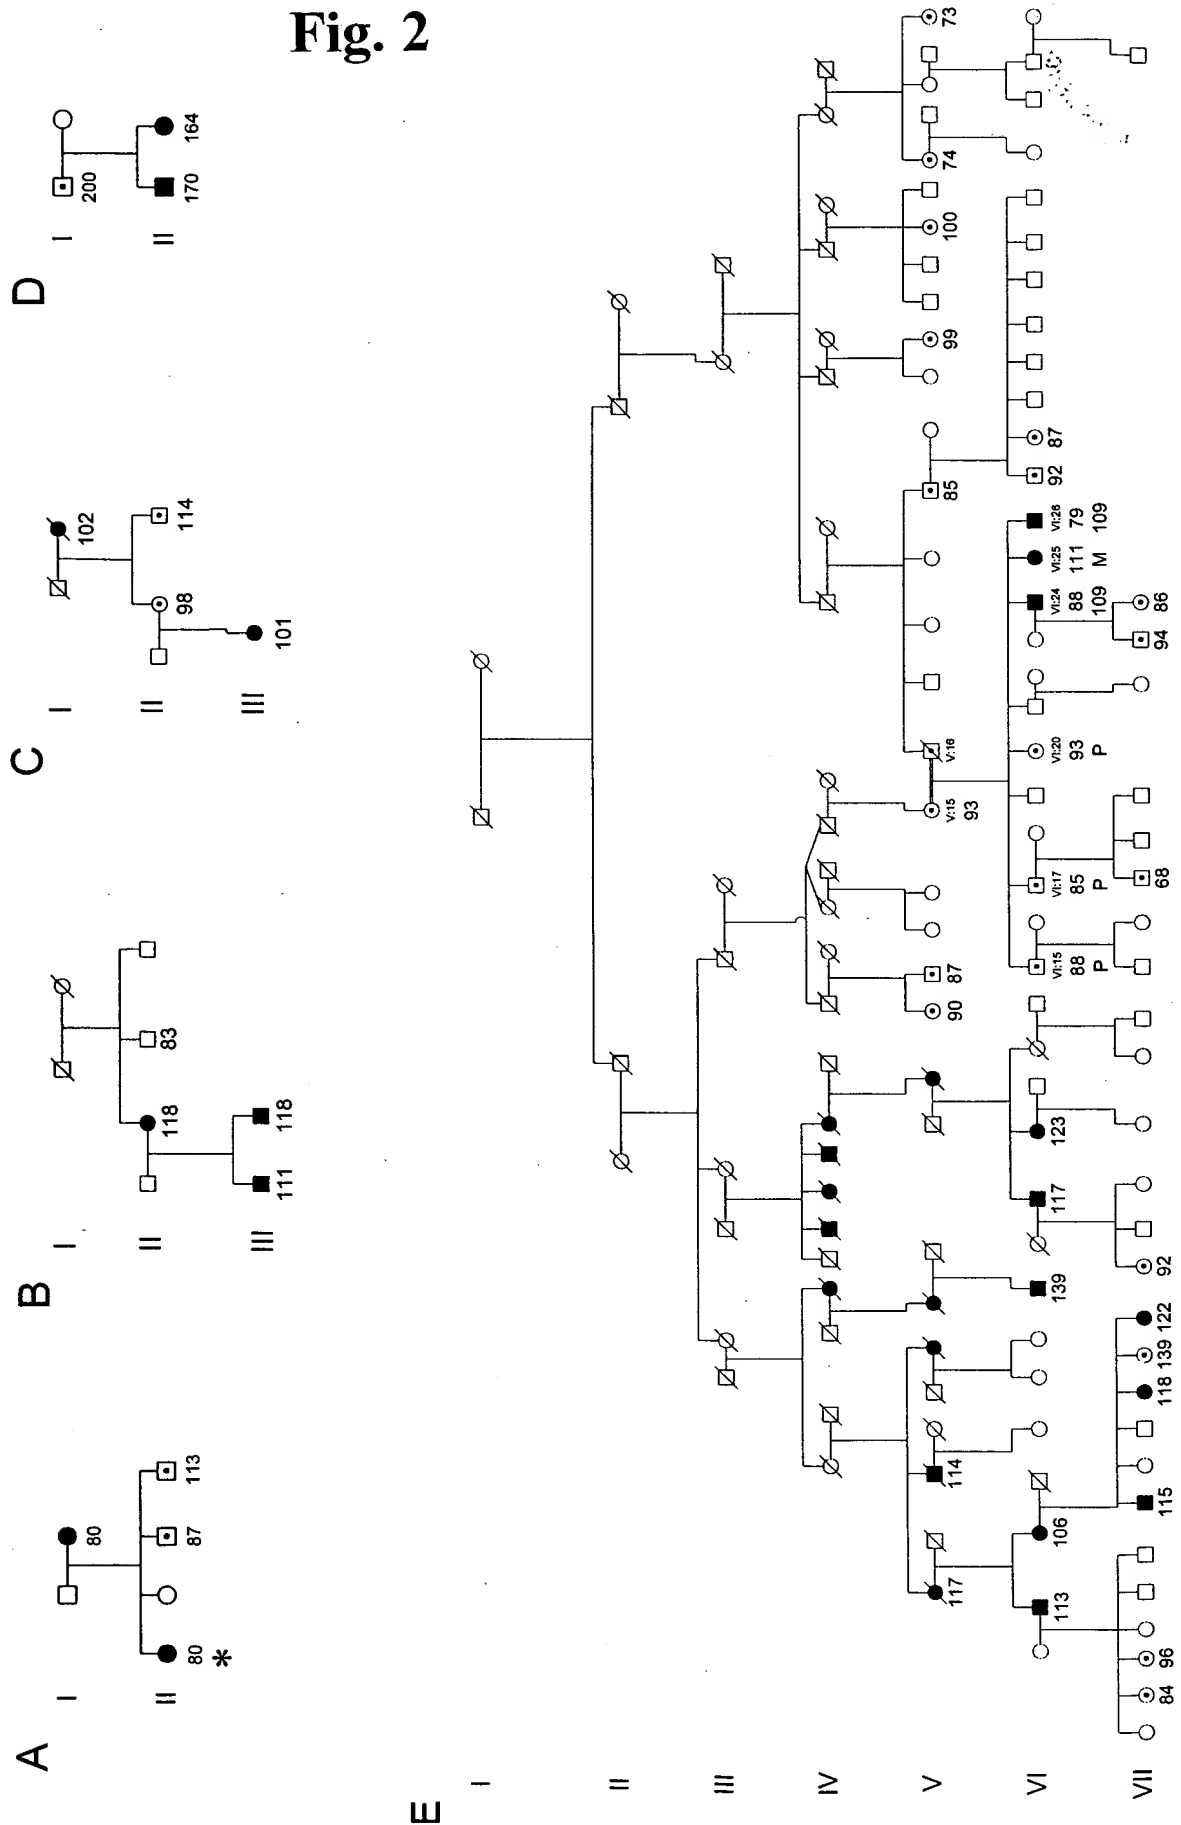 Fig. 2
A
I
80
II
80
*
87
113
B
I
II
118
83
III
111
118
C
I
102
II
98
114
III
101
D
I
200
II
170
164
E
I
II
III
IV
V
117
114
90
87
V:15
93
V:16
85
99
100
74
73
VI
113
106
139
117
123
VI:15
88
P
VI:17
85
P
VI:20
93
P
VI:24
88
109
VI:25
111
M
VI:26
79
109
92
87
VII
84
96
115
118
139
122
92
68
94
86